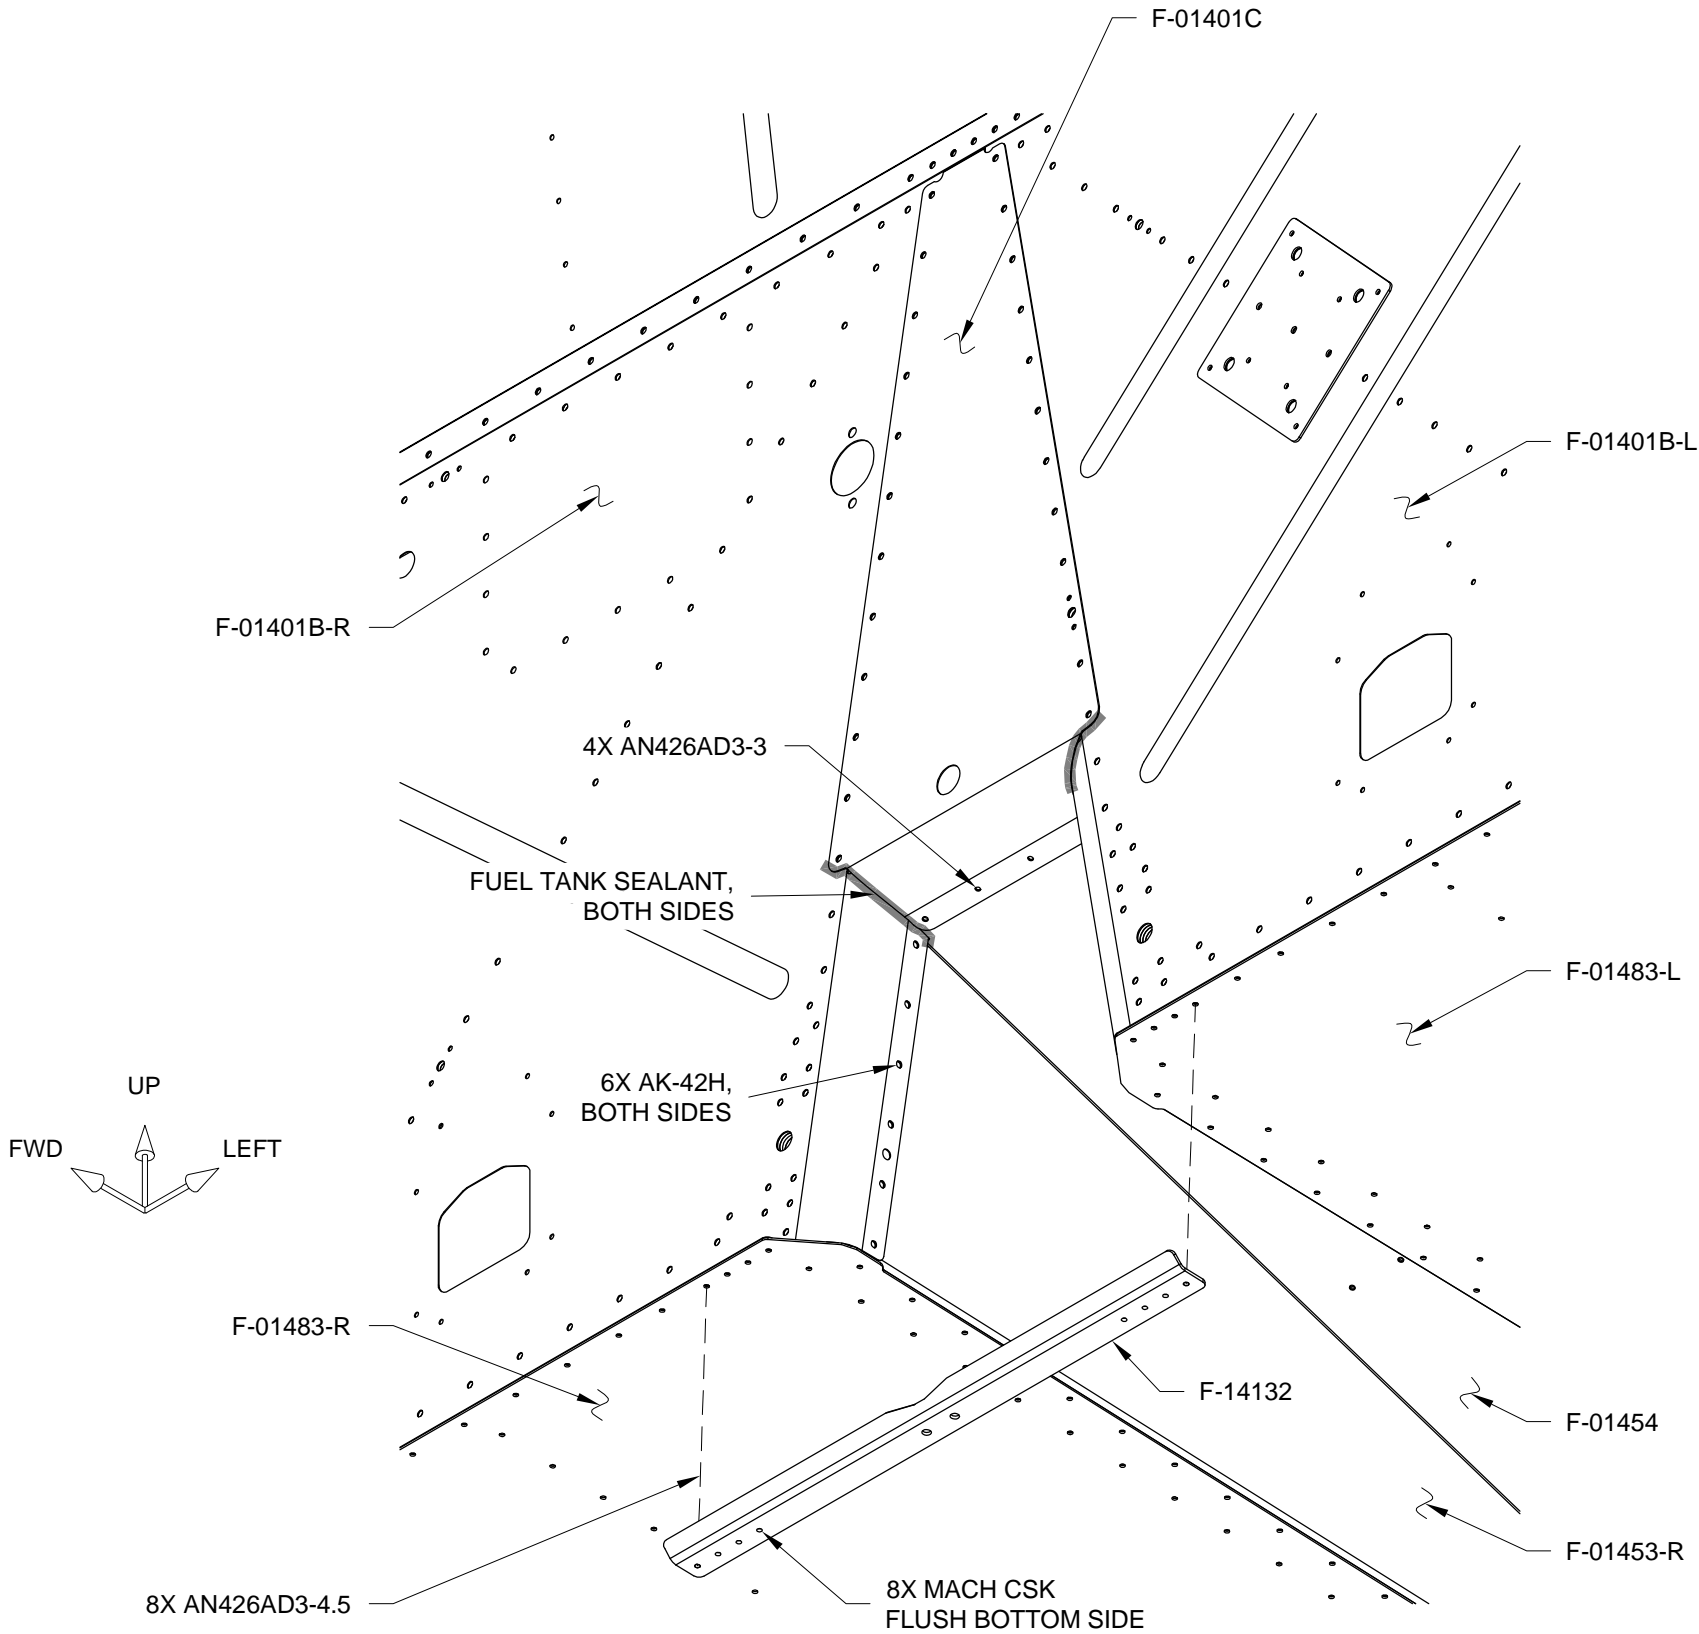 F-01401C
F-01401B-L
F-01401B-R
4X AN426AD3-3
FUEL TANK SEALANT,
BOTH SIDES
F-01483-L
6X AK-42H,
BOTH SIDES
UP
FWD
LEFT
F-01483-R
F-14132
F-01454
F-01453-R
8X AN426AD3-4.5
8X MACH CSK
FLUSH BOTTOM SIDE